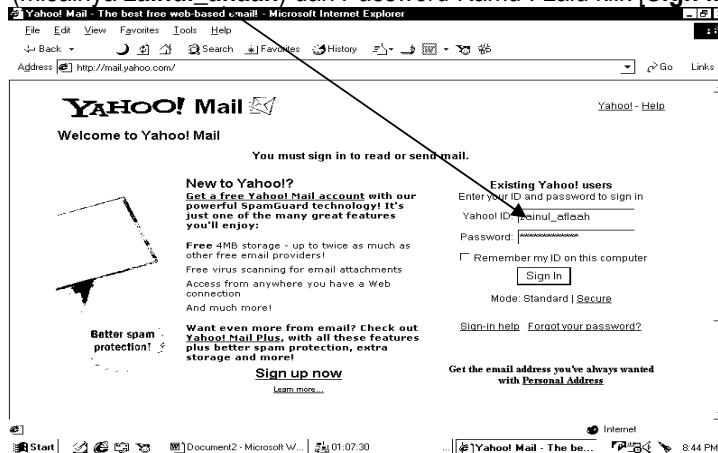 (misalnya zainul_aflaah) dan Password Kamu : Lalu klik [Sign
Yahoo! Mail - The best free web-based email! - Microsoft Internet Explorer
File Edit View Favorites Tools Help
Back Search Favorites History
Address http://mail.yahoo.com/ Go Links
YAHOO! Mail
Yahoo! - Help
Welcome to Yahoo! Mail
You must sign in to read or send mail.
New to Yahoo!?
Get a free Yahoo! Mail account with our
powerful SpamGuard technology! It's
just one of the many great features
you'll enjoy:
Free 4MB storage - up to twice as much as
other free email providers!
Free virus scanning for email attachments
Access from anywhere you have a Web
connection
And much more!
Want even more from email? Check out
Yahoo! Mail Plus, with all these features
plus better spam protection, extra
storage and more!
Sign up now
Learn more...
Better spam
protection!
Existing Yahoo! users
Enter your ID and password to sign in
Yahoo! ID: zainul_aflaah
Password: *************
Remember my ID on this computer
Sign In
Mode: Standard | Secure
Sign-in help Forgot your password?
Get the email address you've always wanted
with Personal Address
Internet
Start Document2 - Microsoft W... 01:07:30 ... Yahoo! Mail - The be... 8:44 PM